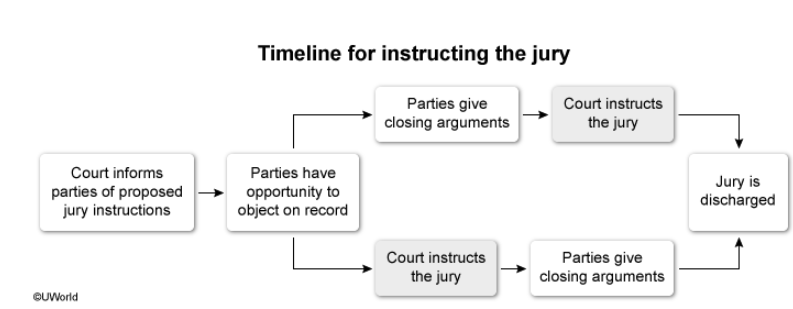 Timeline for instructing the jury
Court informs
parties of proposed
jury instructions
Parties have
opportunity to
object on record
Parties give
closing arguments
Court instructs
the jury
Court instructs
the jury
Parties give
closing arguments
Jury is
discharged
©UWorld